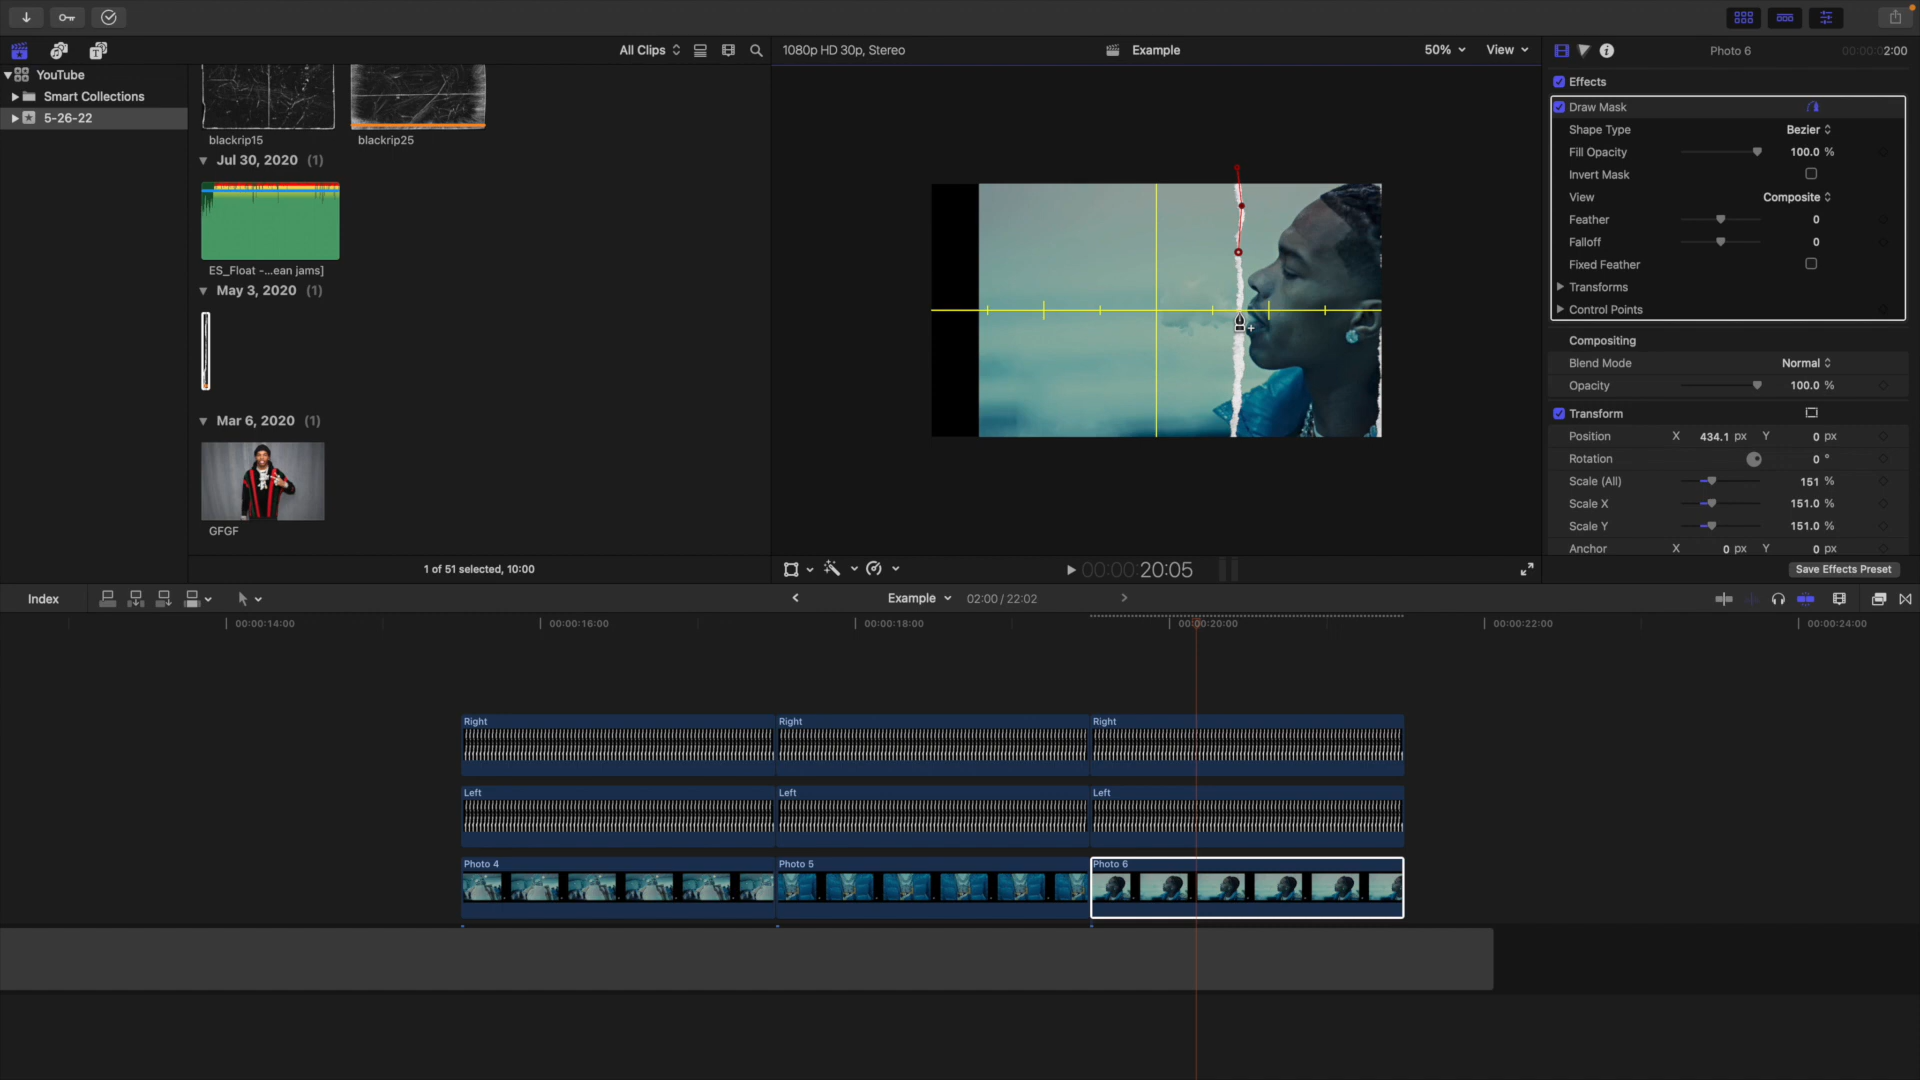 All Clips
1080p HD 30p, Stereo
Example
50%
View
Photo 6
00:00:02:00
YouTube
Smart Collections
5-26-22
blackrip15
blackrip25
Jul 30, 2020 (1)
ES_Float -...ean jams]
May 3, 2020 (1)
Mar 6, 2020 (1)
GFGF
1 of 51 selected, 10:00
00:00:00:20:05
Effects
Draw Mask
Shape Type Bezier
Fill Opacity 100.0 %
Invert Mask
View Composite
Feather 0
Falloff 0
Fixed Feather
Transforms
Control Points
Compositing
Blend Mode Normal
Opacity 100.0 %
Transform
Position X 434.1 px Y 0 px
Rotation 0 °
Scale (All) 151 %
Scale X 151.0 %
Scale Y 151.0 %
Anchor X 0 px Y 0 px
Save Effects Preset
Index
Example
02:00 / 22:02
00:00:14:00
00:00:16:00
00:00:18:00
00:00:20:00
00:00:22:00
00:00:24:00
Right Right Right
Left Left Left
Photo 4 Photo 5 Photo 6